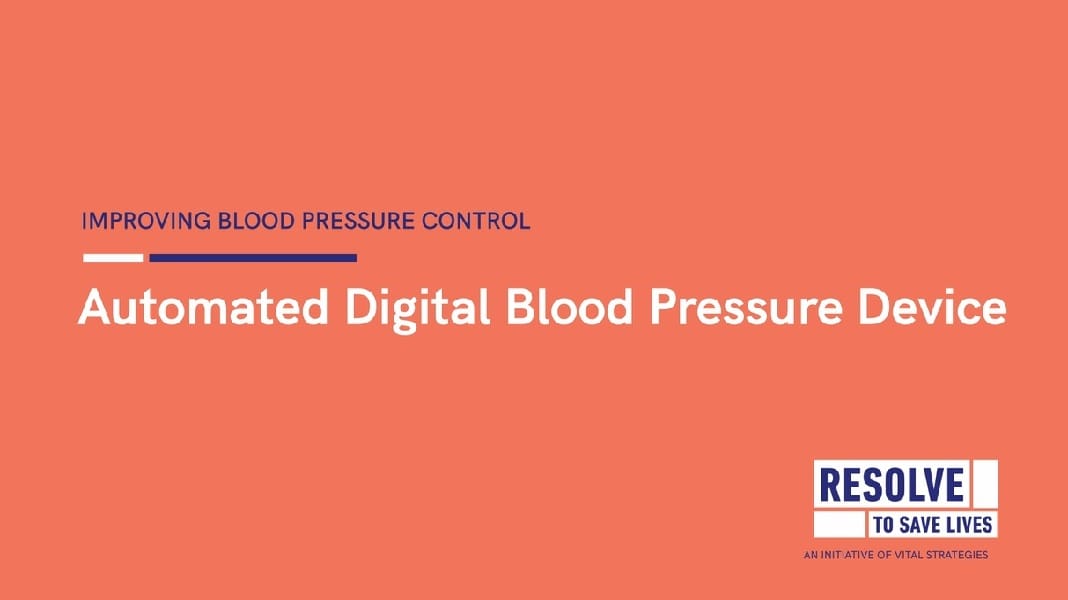 IMPROVING BLOOD PRESSURE CONTROL
Automated Digital Blood Pressure Device
RESOLVE
TO SAVE LIVES
AN INITIATIVE OF VITAL STRATEGIES